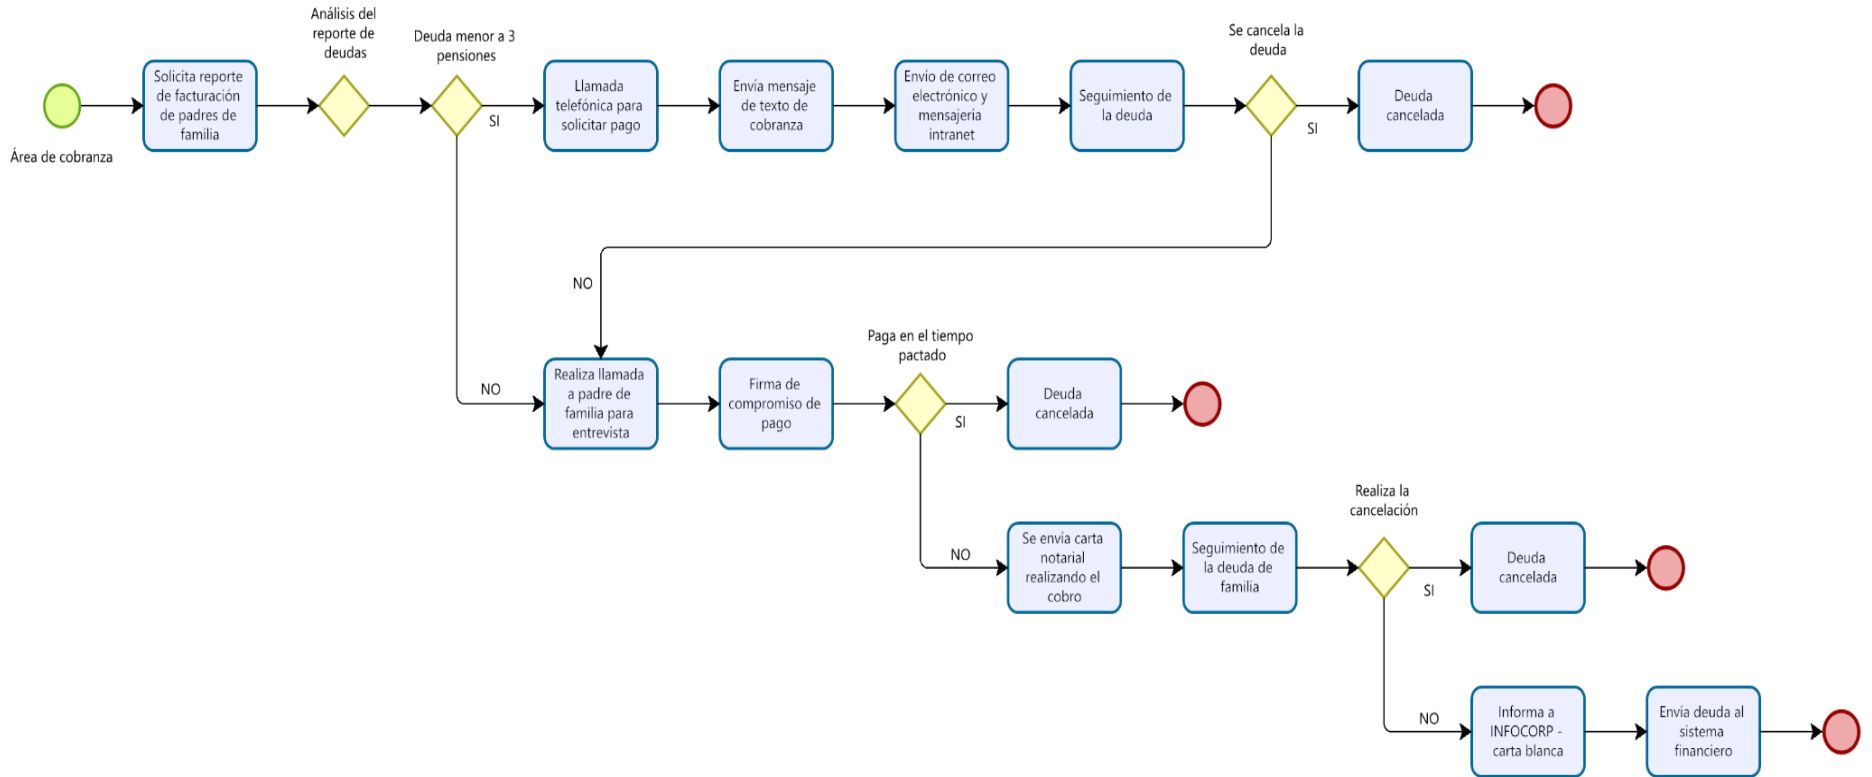 Análisis del
reporte de
deudas
Deuda menor a 3
pensiones
Se cancela la
deuda
Área de cobranza
Solicita reporte
de facturación
de padres de
familia
SI
Llamada
telefónica para
solicitar pago
Envía mensaje
de texto de
cobranza
Envío de correo
electrónico y
mensajería
intranet
Seguimiento de
la deuda
SI
Deuda
cancelada
NO
NO
Realiza llamada
a padre de
familia para
entrevista
Firma de
compromiso de
pago
Paga en el tiempo
pactado
SI
Deuda
cancelada
NO
Se envía carta
notarial
realizando el
cobro
Seguimiento de
la deuda de
familia
Realiza la
cancelación
SI
Deuda
cancelada
NO
Informa a
INFOCORP -
carta blanca
Envía deuda al
sistema
financiero